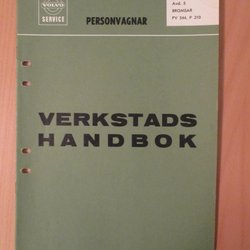 VOLVO
SERVICE
PERSONVAGNAR
Avd. 5
BROMSAR
PV 544, P 210
VERKSTADS
HANDBOK